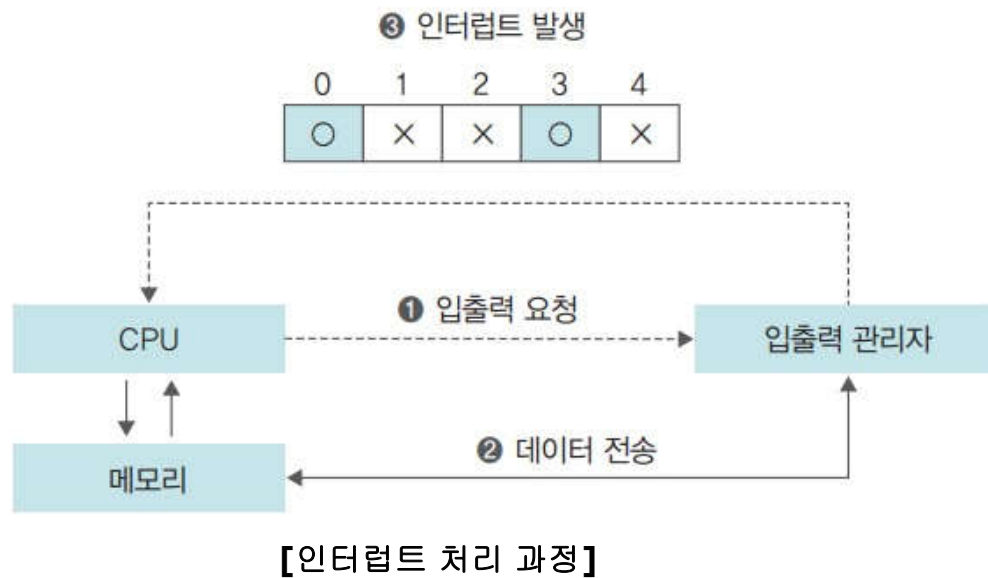 ❸ 인터럽트 발생
0 1 2 3 4
○ × × ○ ×
❶ 입출력 요청
CPU
입출력 관리자
❷ 데이터 전송
메모리
[인터럽트 처리 과정]